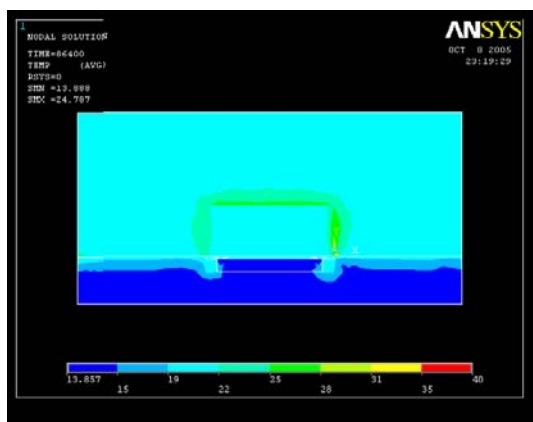 1
NODAL SOLUTION
TIME=86400
TEMP (AVG)
RSYS=0
SMN =13.888
SMX =24.787
ANSYS
OCT 8 2005
23:19:29
X
13.857 15 19 22 25 28 31 35 40